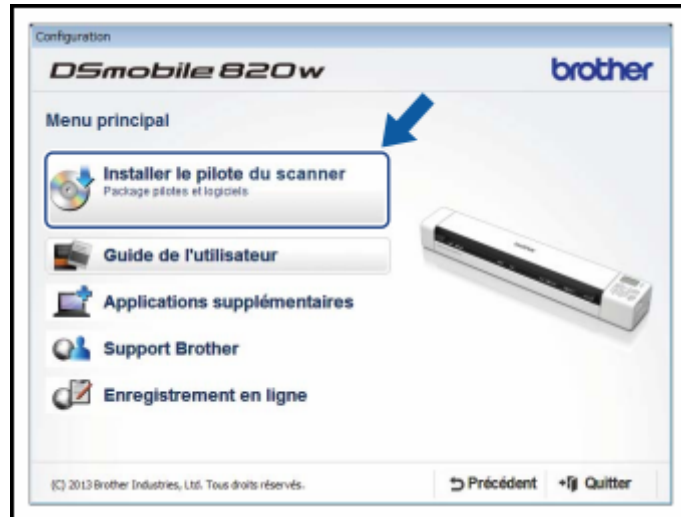 Configuration
DSmobile 820w
brother
Menu principal
Installer le pilote du scanner
Package pilotes et logiciels
Guide de l'utilisateur
Applications supplémentaires
Support Brother
Enregistrement en ligne
(C) 2013 Brother Industries, Ltd. Tous droits réservés.
Précédent
Quitter